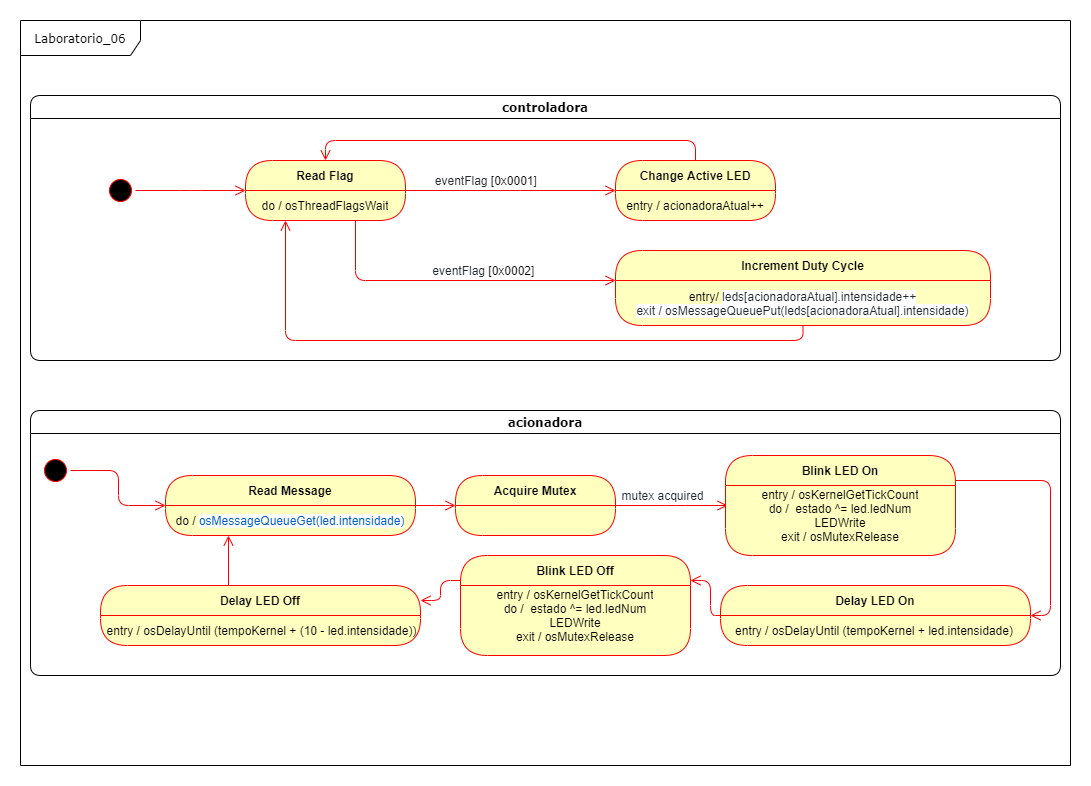 Laboratorio_06
controladora
Read Flag
do / osThreadFlagsWait
eventFlag [0x0001]
Change Active LED
entry / acionadoraAtual++
eventFlag [0x0002]
Increment Duty Cycle
entry/ leds[acionadoraAtual].intensidade++
exit / osMessageQueuePut(leds[acionadoraAtual].intensidade)
acionadora
Read Message
do / osMessageQueueGet(led.intensidade)
Acquire Mutex
mutex acquired
Blink LED On
entry / osKernelGetTickCount
do / estado ^= led.ledNum
LEDWrite
exit / osMutexRelease
Delay LED Off
entry / osDelayUntil (tempoKernel + (10 - led.intensidade))
Blink LED Off
entry / osKernelGetTickCount
do / estado ^= led.ledNum
LEDWrite
exit / osMutexRelease
Delay LED On
entry / osDelayUntil (tempoKernel + led.intensidade)